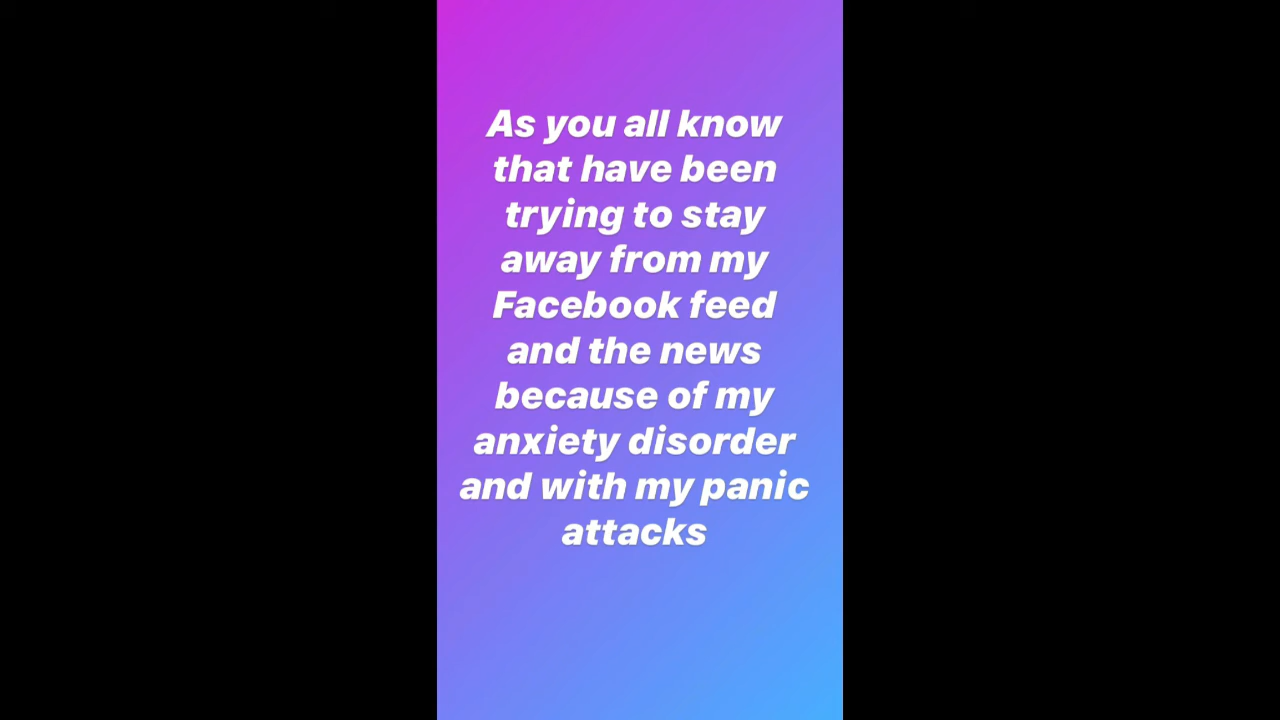 As you all know
that have been
trying to stay
away from my
Facebook feed
and the news
because of my
anxiety disorder
and with my panic
attacks